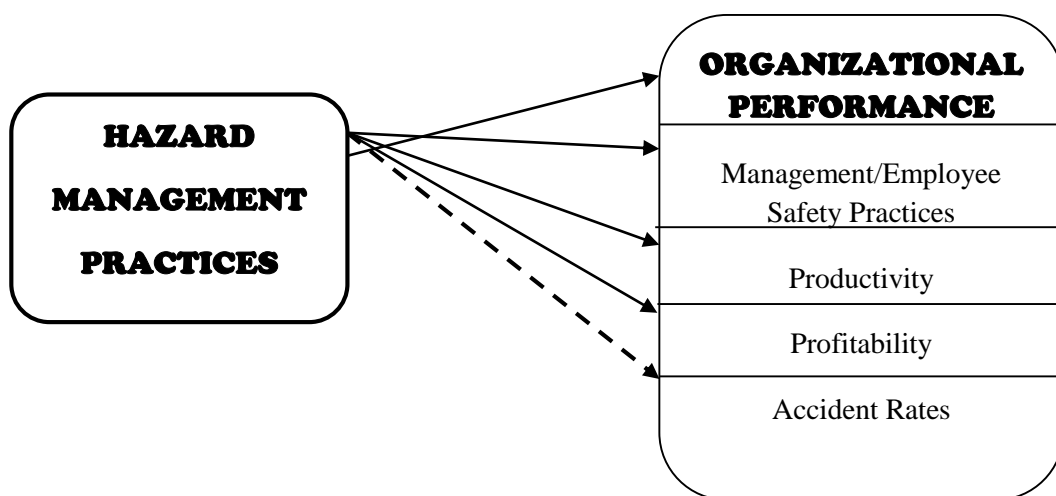 HAZARD
MANAGEMENT
PRACTICES
ORGANIZATIONAL
PERFORMANCE
Management/Employee
Safety Practices
Productivity
Profitability
Accident Rates